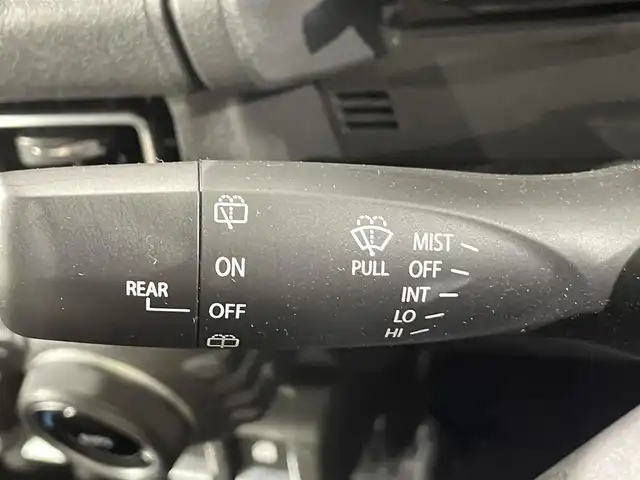 REAR
ON
OFF
PULL
MIST
OFF
INT
LO
HI